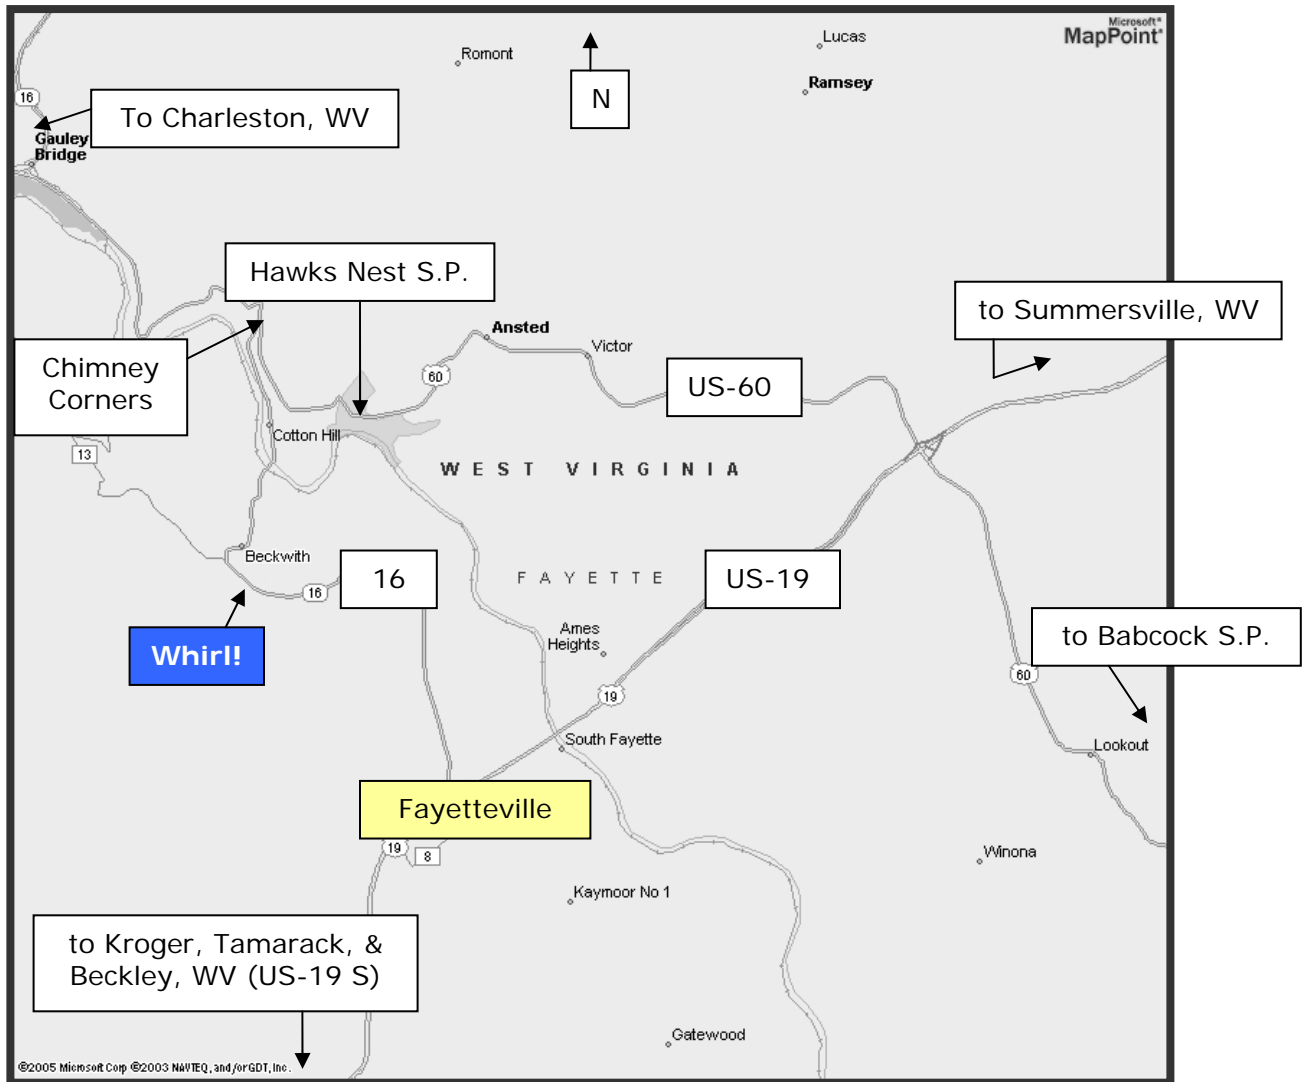 Microsoft®
MapPoint®
Lucas
Romont
N
Ramsey
16
To Charleston, WV
Gauley
Bridge
Hawks Nest S.P.
to Summersville, WV
Ansted
Victor
Chimney
Corners
60
US-60
Cotton Hill
13
WEST VIRGINIA
Beckwith
16
16
FAYETTE
US-19
Whirl!
Ames
Heights
to Babcock S.P.
60
19
South Fayette
Lookout
Fayetteville
19
8
Winona
Kaymoor No 1
to Kroger, Tamarack, &
Beckley, WV (US-19 S)
Gatewood
©2005 Microsoft Corp ©2003 NAVTEQ, and/or GDT, Inc.